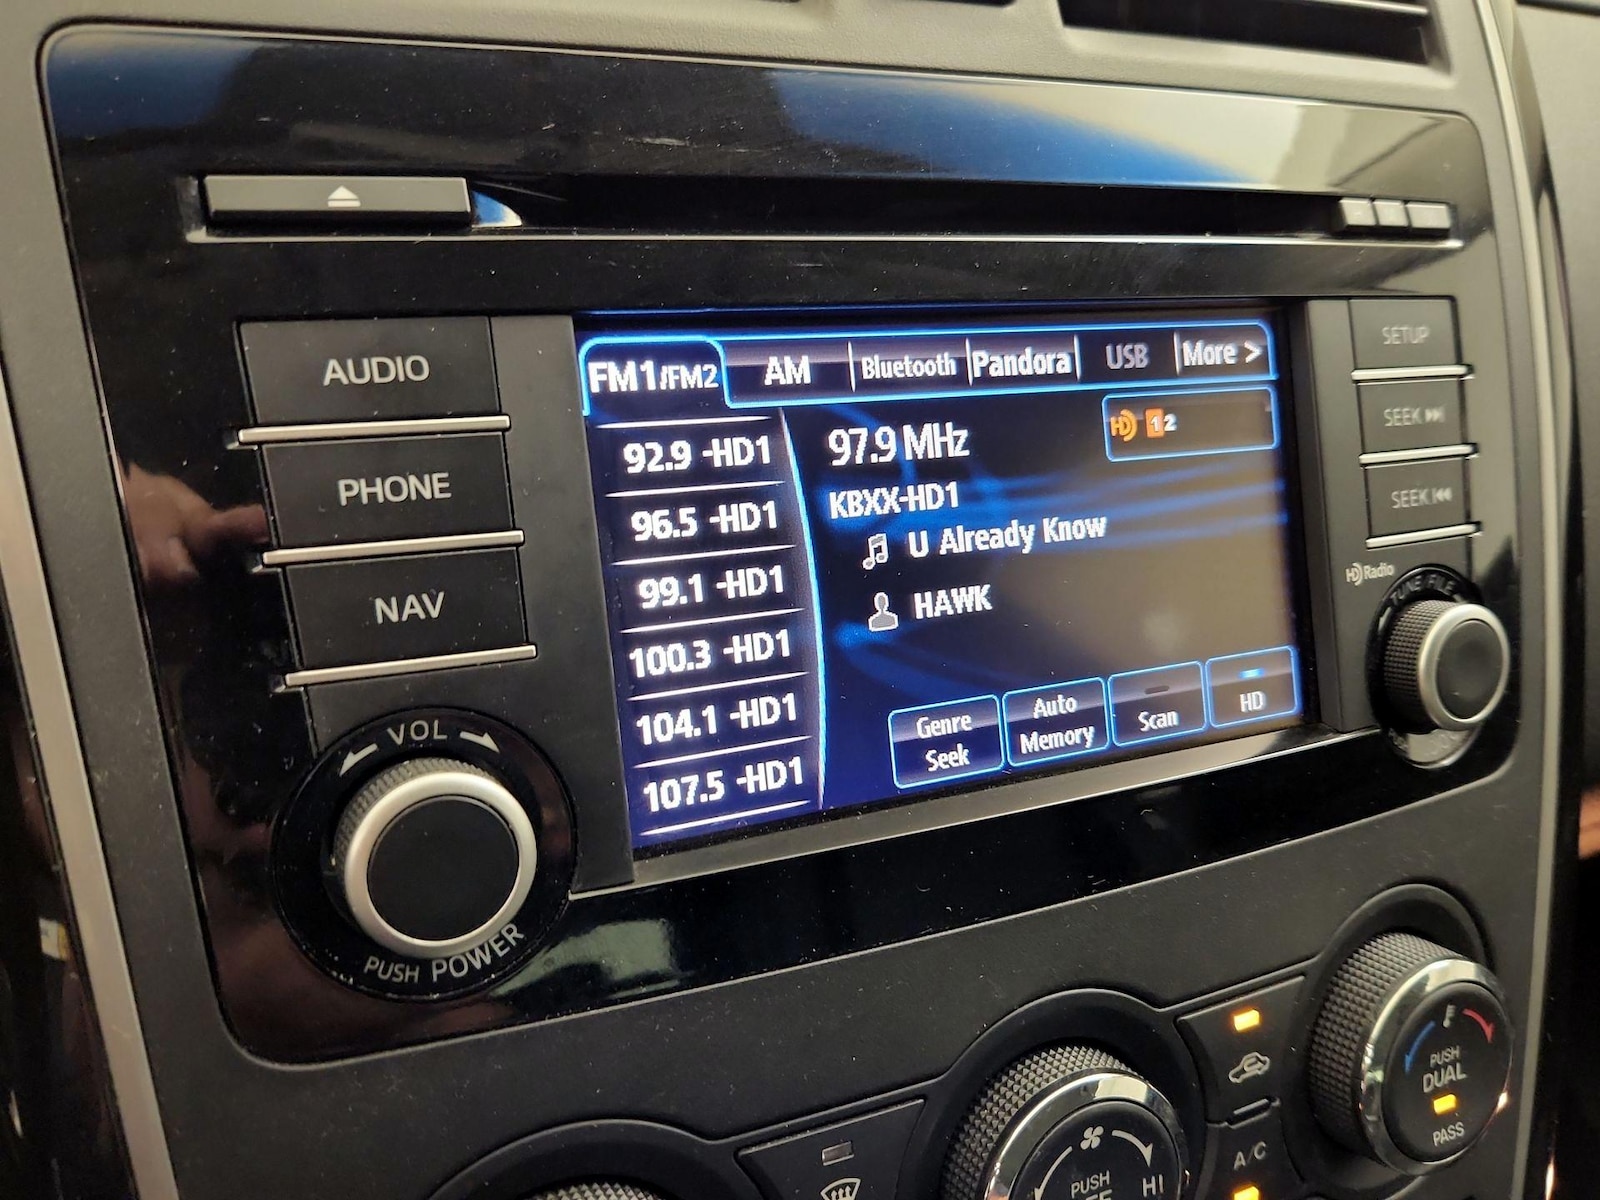 AUDIO
PHONE
NAV
VOL
PUSH POWER
FM1/FM2
AM
Bluetooth
Pandora
USB
More >
92.9 -HD1
96.5 -HD1
99.1 -HD1
100.3 -HD1
104.1 -HD1
107.5 -HD1
97.9 MHz
HD 1 2
KBXX-HD1
U Already Know
HAWK
Genre
Seek
Auto
Memory
Scan
HD
SETUP
SEEK
SEEK
HD Radio
TUNE/FILE
PUSH
DUAL
PASS
A/C
PUSH
HI